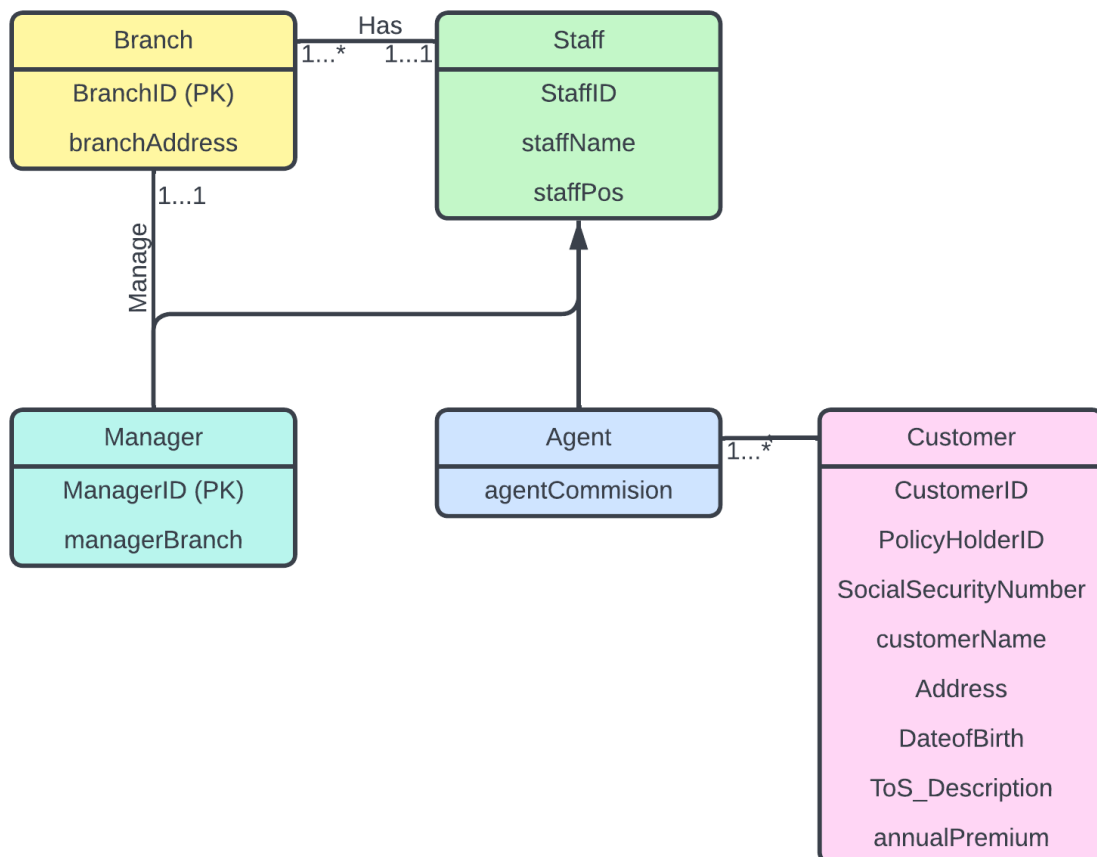 Branch
BranchID (PK)
branchAddress
Has
1...*
1...1
Staff
StaffID
staffName
staffPos
1...1
Manage
Manager
ManagerID (PK)
managerBranch
Agent
agentCommision
1...*
Customer
CustomerID
PolicyHolderID
SocialSecurityNumber
customerName
Address
DateofBirth
ToS_Description
annualPremium